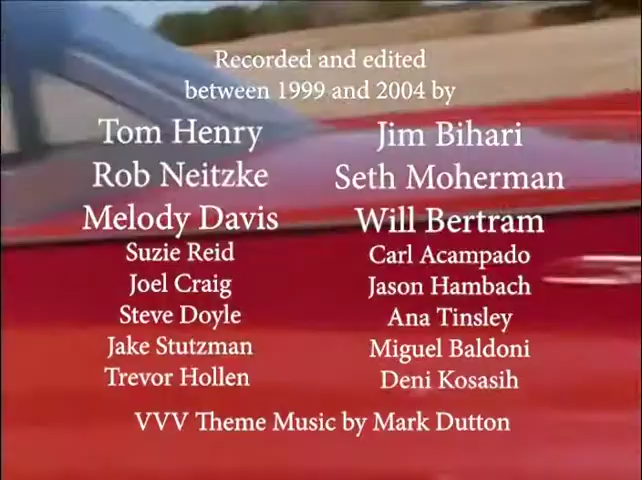 Recorded and edited
between 1999 and 2004 by
Tom Henry
Rob Neitzke
Melody Davis
Suzie Reid
Joel Craig
Steve Doyle
Jake Stutzman
Trevor Hollen
Jim Bihari
Seth Moherman
Will Bertram
Carl Acampado
Jason Hambach
Ana Tinsley
Miguel Baldoni
Deni Kosasih
VVV Theme Music by Mark Dutton